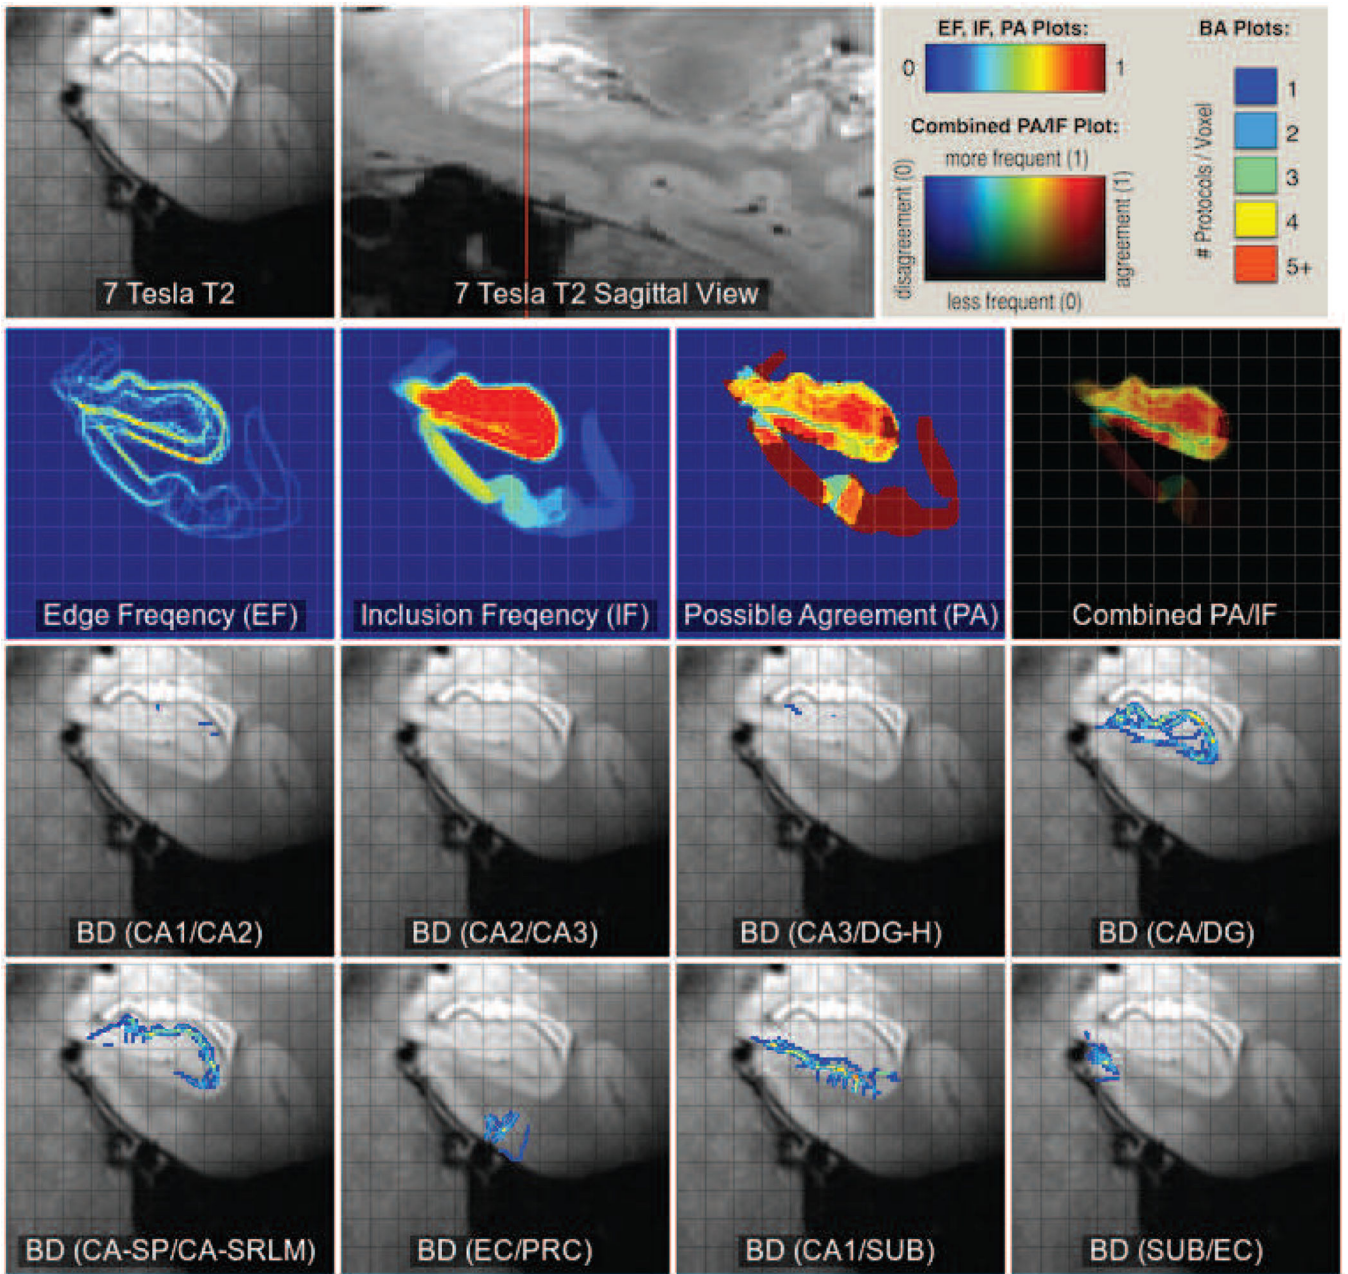 7 Tesla T2
7 Tesla T2 Sagittal View
EF, IF, PA Plots:
0
1
Combined PA/IF Plot:
more frequent (1)
disagreement (0)
agreement (1)
less frequent (0)
BA Plots:
# Protocols / Voxel
1
2
3
4
5+
Edge Freqency (EF)
Inclusion Freqency (IF)
Possible Agreement (PA)
Combined PA/IF
BD (CA1/CA2)
BD (CA2/CA3)
BD (CA3/DG-H)
BD (CA/DG)
BD (CA-SP/CA-SRLM)
BD (EC/PRC)
BD (CA1/SUB)
BD (SUB/EC)